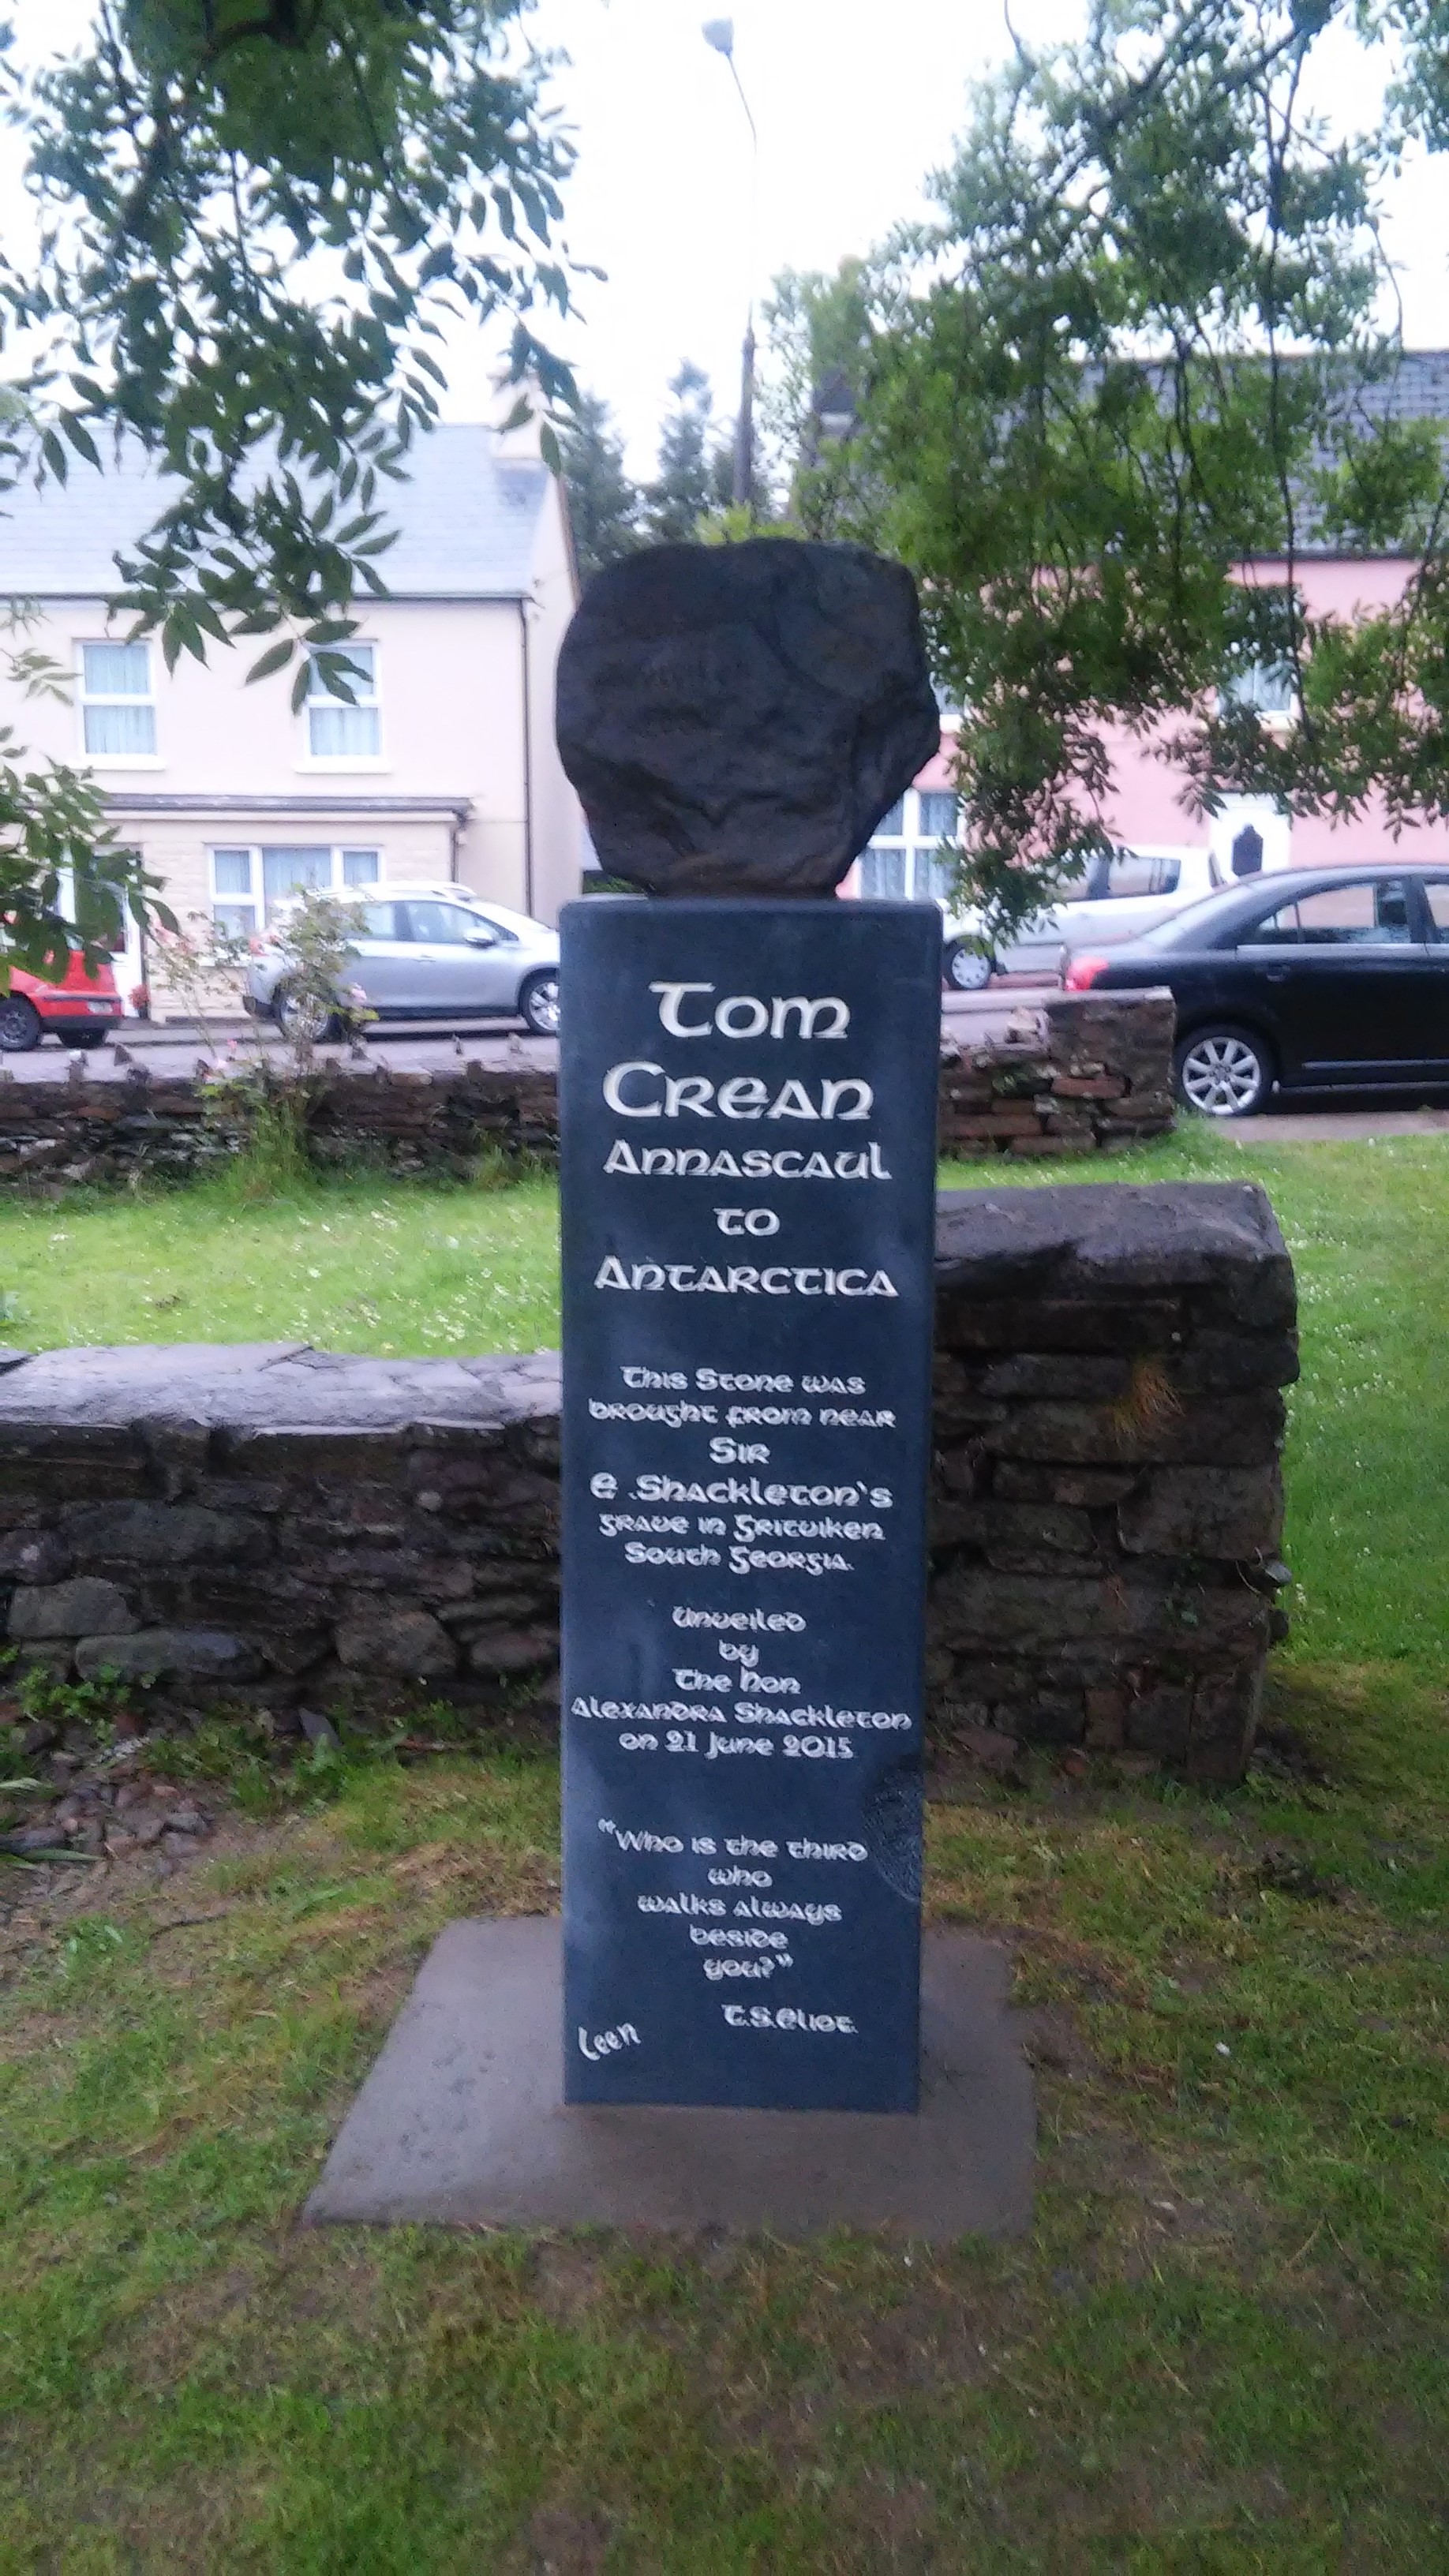 Tom
Crean
Annascaul
to
Antarctica
This Stone was
brought from near
Sir
E. Shackleton's
grave in Gritviken
South Georgia.
Unveiled
by
The Hon
Alexandra Shackleton
on 21 June 2015
"Who is the third
who
walks always
beside
you?"
T.S.Eliot.
Leen